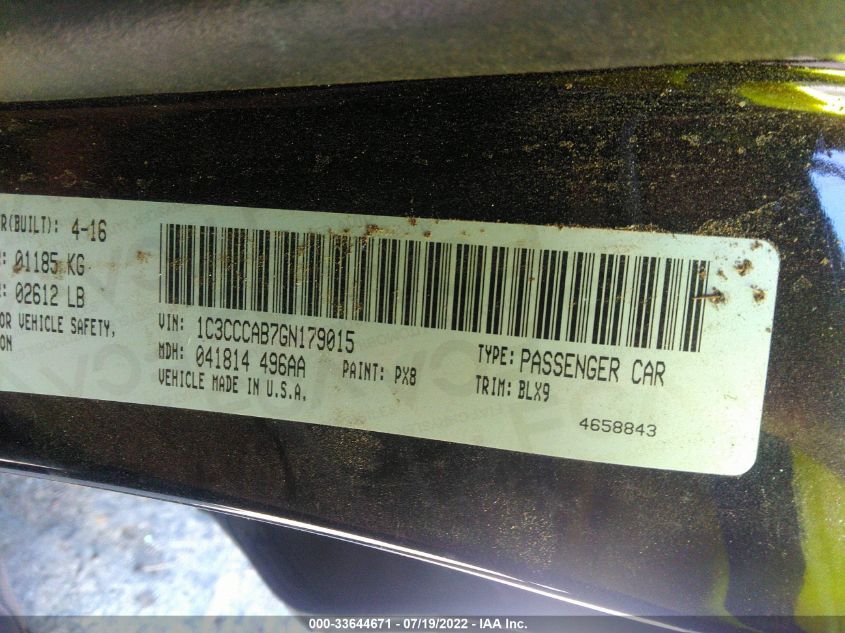 R(BUILT): 4-16
: 01185 KG
: 02612 LB
OR VEHICLE SAFETY,
ON
VIN: 1C3CCCAB7GN179015
MDH: 041814 496AA PAINT: PX8
VEHICLE MADE IN U.S.A.
TYPE: PASSENGER CAR
TRIM: BLX9
4658843
000-33644671 - 07/19/2022 - IAA Inc.